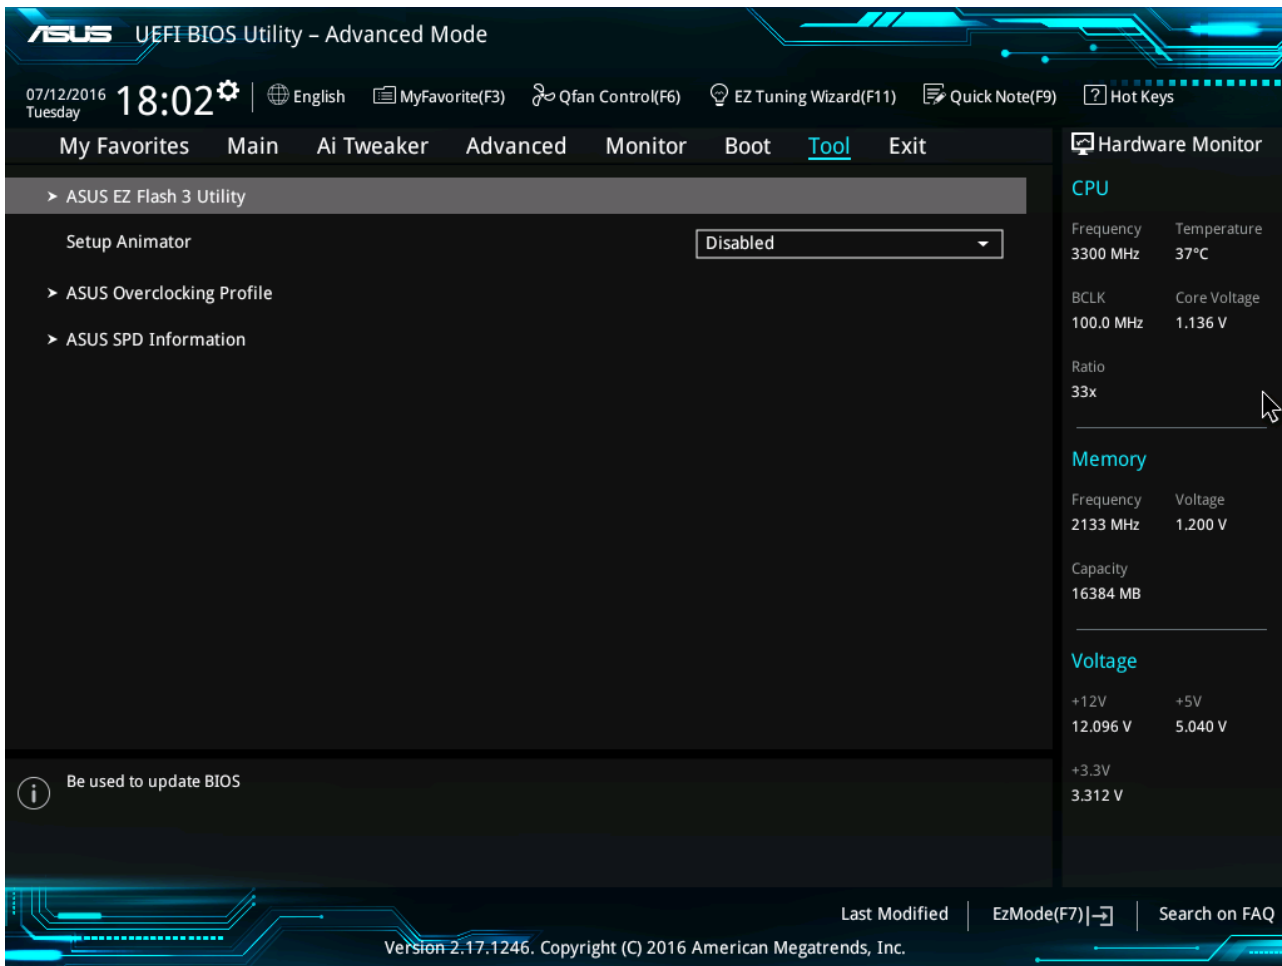 ASUS UEFI BIOS Utility – Advanced Mode
07/12/2016
Tuesday
18:02
English MyFavorite(F3) Qfan Control(F6) EZ Tuning Wizard(F11) Quick Note(F9) ? Hot Keys
My Favorites Main Ai Tweaker Advanced Monitor Boot Tool Exit
ASUS EZ Flash 3 Utility
Setup Animator Disabled
ASUS Overclocking Profile
ASUS SPD Information
Hardware Monitor
CPU
Frequency Temperature
3300 MHz 37°C
BCLK Core Voltage
100.0 MHz 1.136 V
Ratio
33x
Memory
Frequency Voltage
2133 MHz 1.200 V
Capacity
16384 MB
Voltage
+12V +5V
12.096 V 5.040 V
+3.3V
3.312 V
i Be used to update BIOS
Last Modified EzMode(F7) Search on FAQ
Version 2.17.1246. Copyright (C) 2016 American Megatrends, Inc.